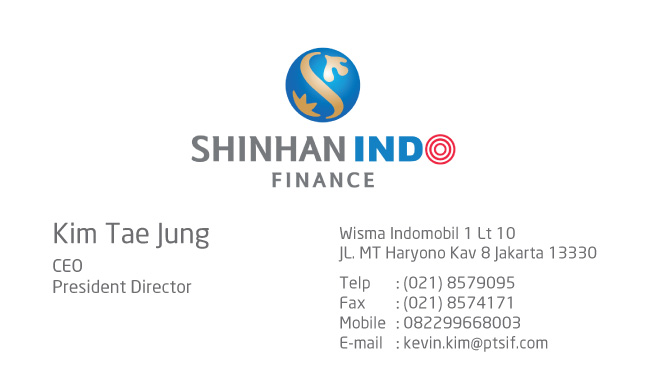 SHINHAN INDO
FINANCE
Kim Tae Jung
CEO
President Director
Wisma Indomobil 1 Lt 10
JL. MT Haryono Kav 8 Jakarta 13330
Telp : (021) 8579095
Fax : (021) 8574171
Mobile : 082299668003
E-mail : kevin.kim@ptsif.com